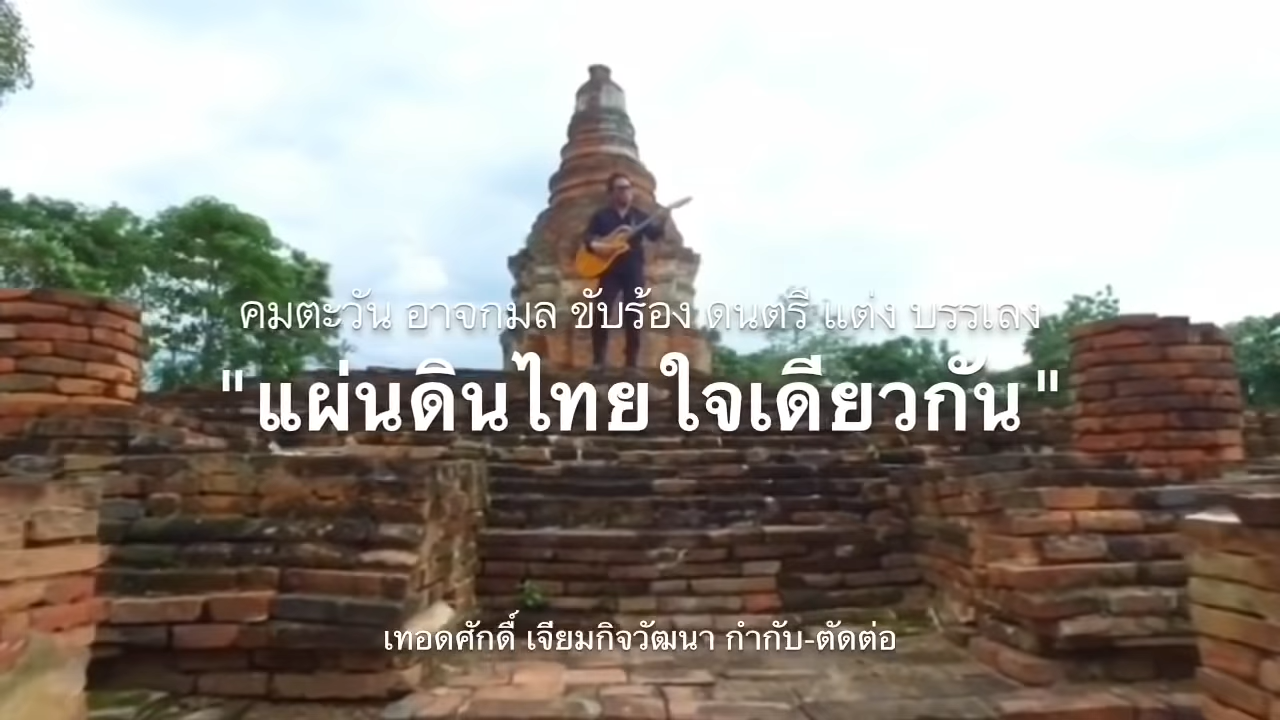 คมตะวัน อาจกมล ขับร้อง ดนตรี แต่ง บรรเลง
"แผ่นดินไทย ใจเดียวกัน"
เทอดศักดิ์ เจียมกิจวัฒนา กำกับ-ตัดต่อ